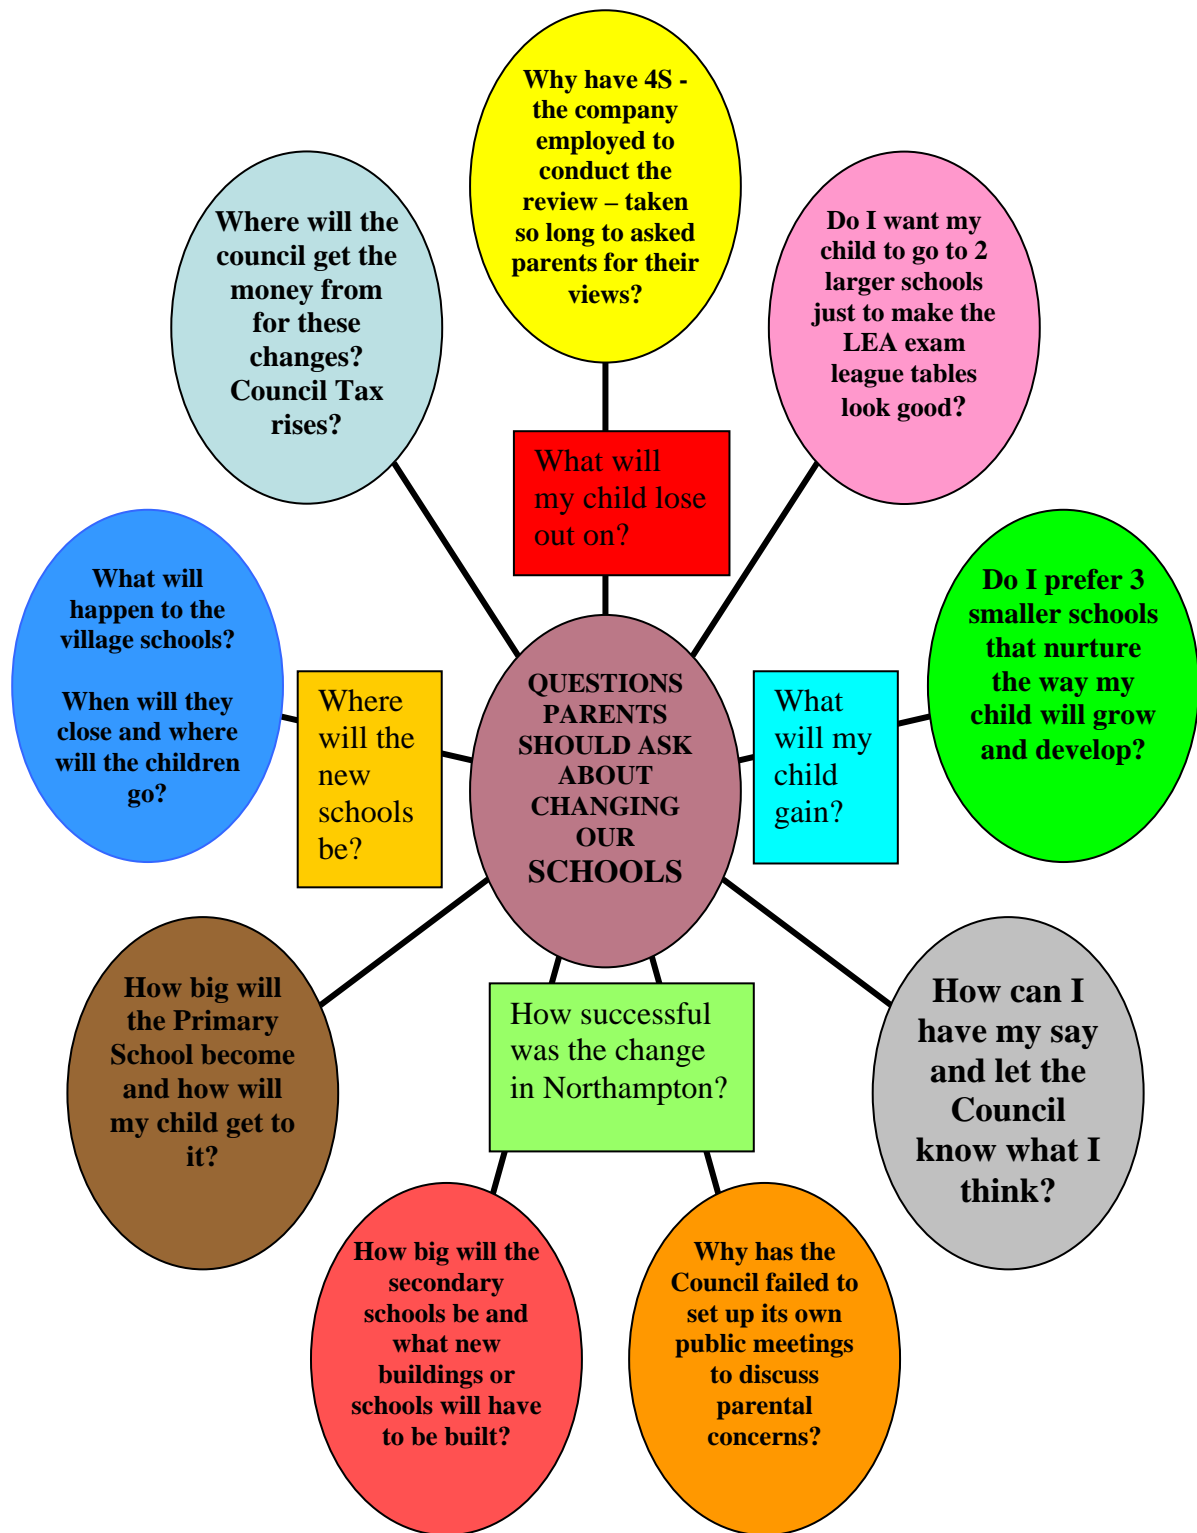 Why have 4S -
the company
employed to
conduct the
review – taken
so long to asked
parents for their
views?
Where will the
council get the
money from
for these
changes?
Council Tax
rises?
Do I want my
child to go to 2
larger schools
just to make the
LEA exam
league tables
look good?
What will
my child lose
out on?
What will
happen to the
village schools?
When will they
close and where
will the children
go?
Where
will the
new
schools
be?
QUESTIONS
PARENTS
SHOULD ASK
ABOUT
CHANGING
OUR
SCHOOLS
What
will my
child
gain?
Do I prefer 3
smaller schools
that nurture
the way my
child will grow
and develop?
How big will
the Primary
School become
and how will
my child get to
it?
How successful
was the change
in Northampton?
How can I
have my say
and let the
Council
know what I
think?
How big will the
secondary
schools be and
what new
buildings or
schools will have
to be built?
Why has the
Council failed to
set up its own
public meetings
to discuss
parental
concerns?